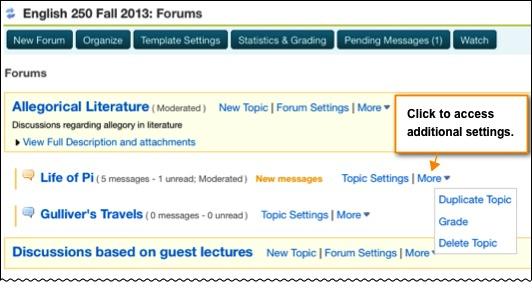 English 250 Fall 2013: Forums
New Forum Organize Template Settings Statistics & Grading Pending Messages (1) Watch
Forums
Allegorical Literature ( Moderated ) New Topic | Forum Settings | More
Discussions regarding allegory in literature
View Full Description and attachments
Click to access
additional settings.
Life of Pi ( 5 messages - 1 unread; Moderated ) New messages Topic Settings | More
Duplicate Topic
Grade
Delete Topic
Gulliver's Travels ( 0 messages - 0 unread ) Topic Settings | More
Discussions based on guest lectures New Topic | Forum Settings | More